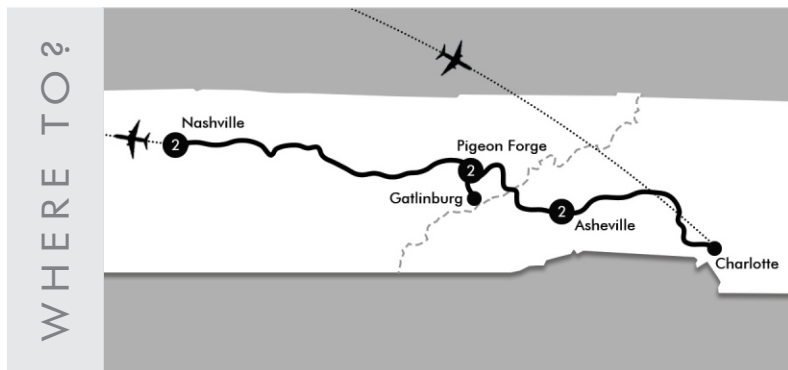 WHERE TO?
Nashville
2
Pigeon Forge
2
Gatlinburg
2
Asheville
Charlotte